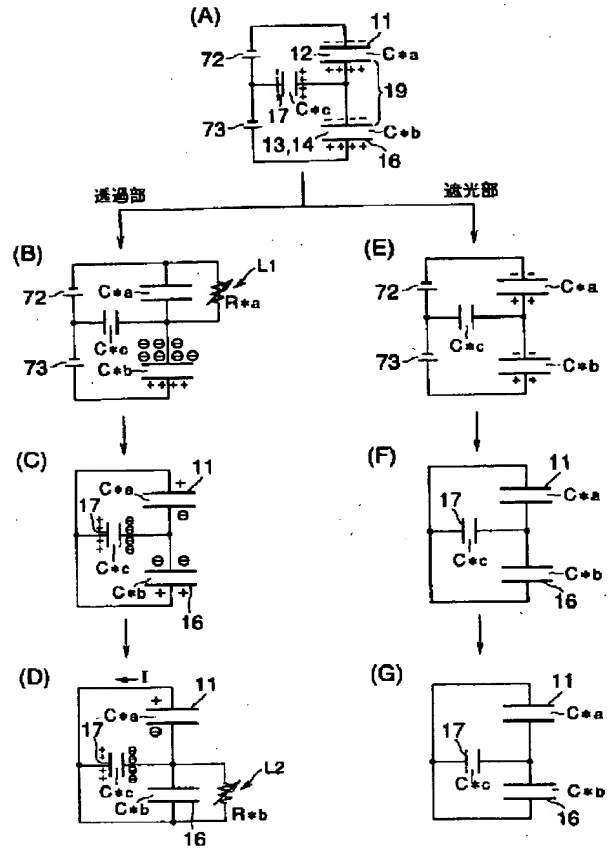 (A)
11
72
12
C*a
17
C*c
19
73
13,14
C*b
16
透過部
遮光部
(B)
72
C*a
L1
R*a
C*c
73
C*b
(E)
72
C*a
C*c
73
C*b
(C)
11
C*a
17
C*c
C*b
16
(F)
11
C*a
17
C*c
C*b
16
(D)
I
11
C*a
17
C*c
L2
C*b
16
R*b
(G)
11
C*a
17
C*c
C*b
16